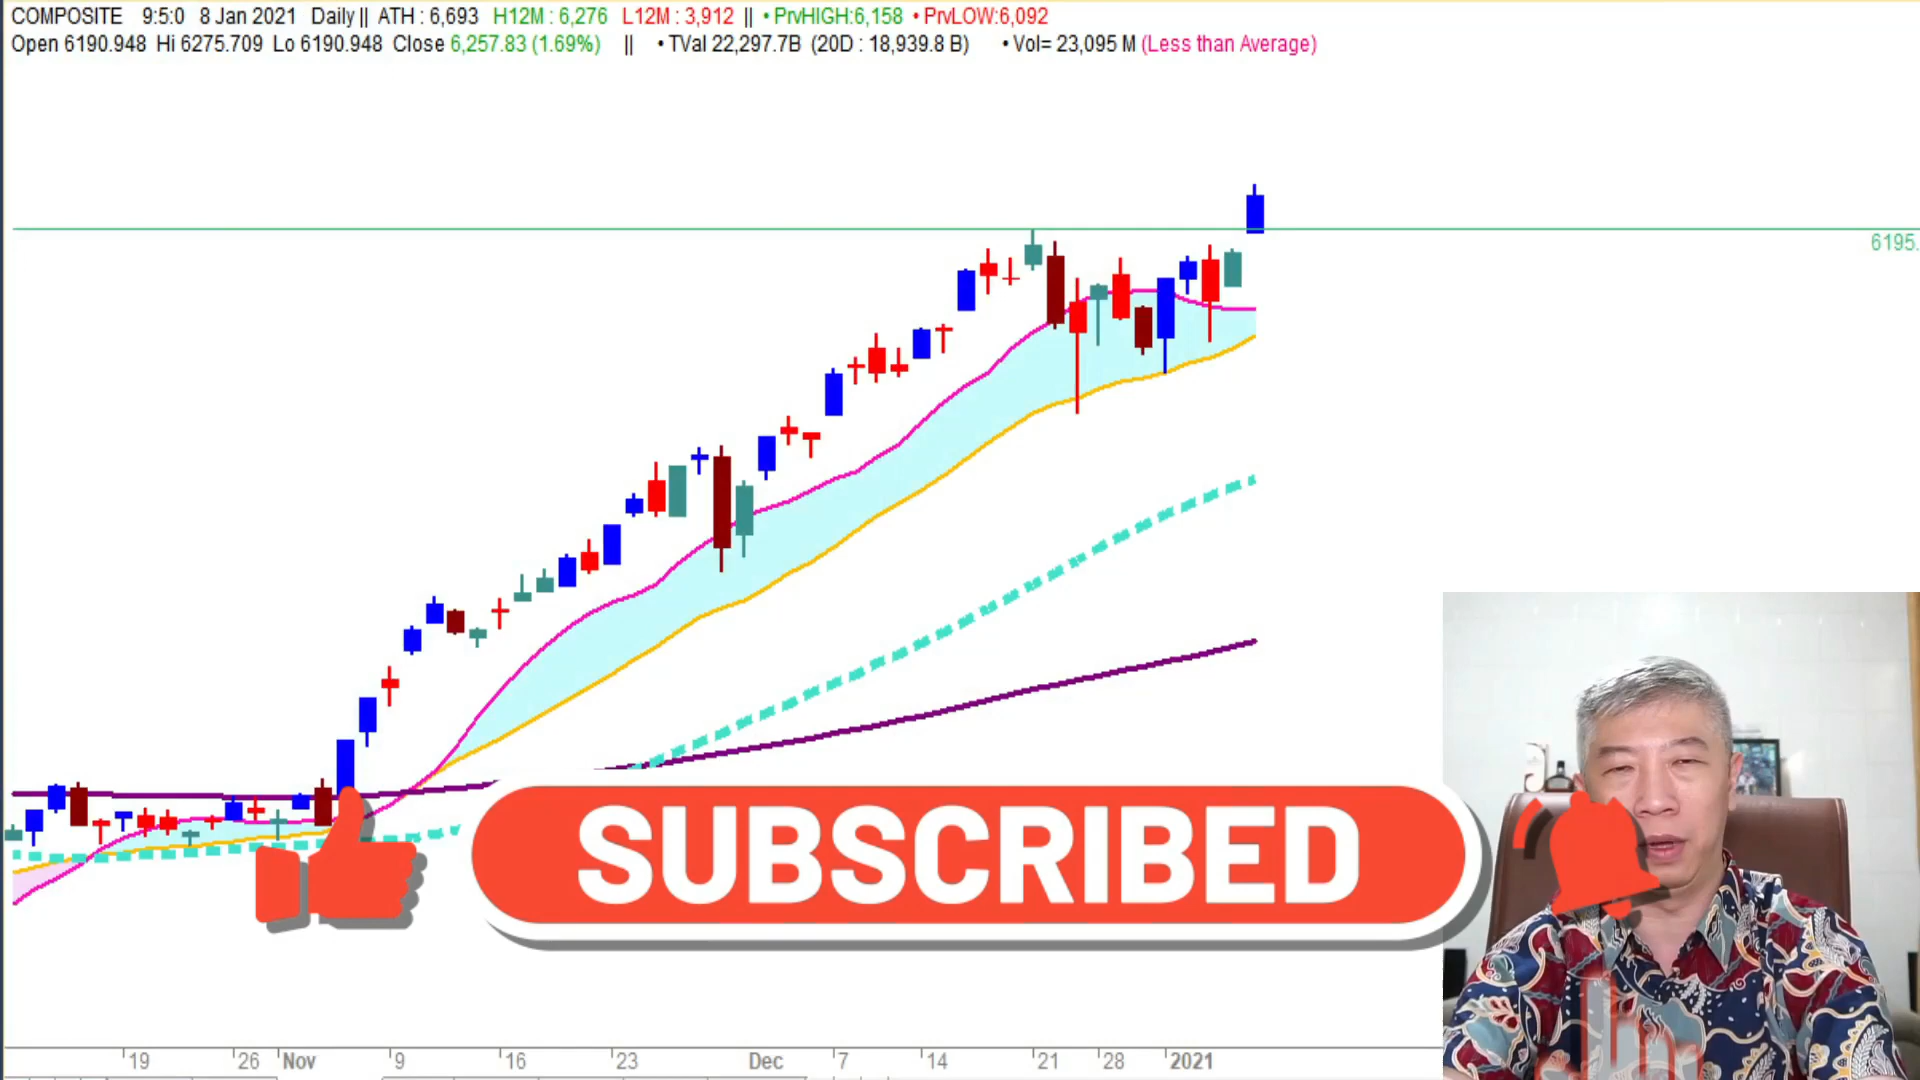 COMPOSITE 9:5:0 8 Jan 2021 Daily || ATH : 6,693 H12M : 6,276 L12M : 3,912 || • PrvHIGH:6,158 • PrvLOW:6,092
Open 6190.948 Hi 6275.709 Lo 6190.948 Close 6,257.83 (1.69%) || • TVal 22,297.7B (20D : 18,939.8 B) • Vol= 23,095 M (Less than Average)
6195.
SUBSCRIBED
19 26 Nov 9 16 23 Dec 7 14 21 28 2021